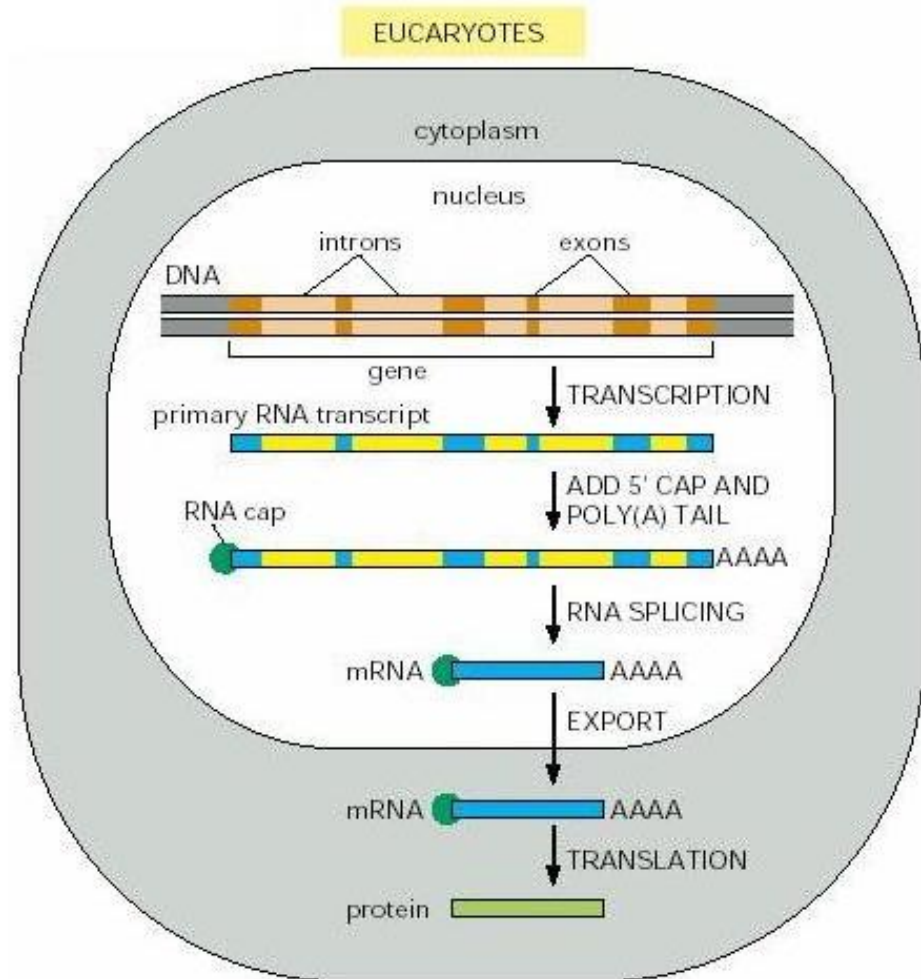 EUCARYOTES
cytoplasm
nucleus
introns
exons
DNA
gene
TRANSCRIPTION
primary RNA transcript
ADD 5' CAP AND
POLY(A) TAIL
RNA cap
AAAA
RNA SPLICING
mRNA
AAAA
EXPORT
mRNA
AAAA
TRANSLATION
protein